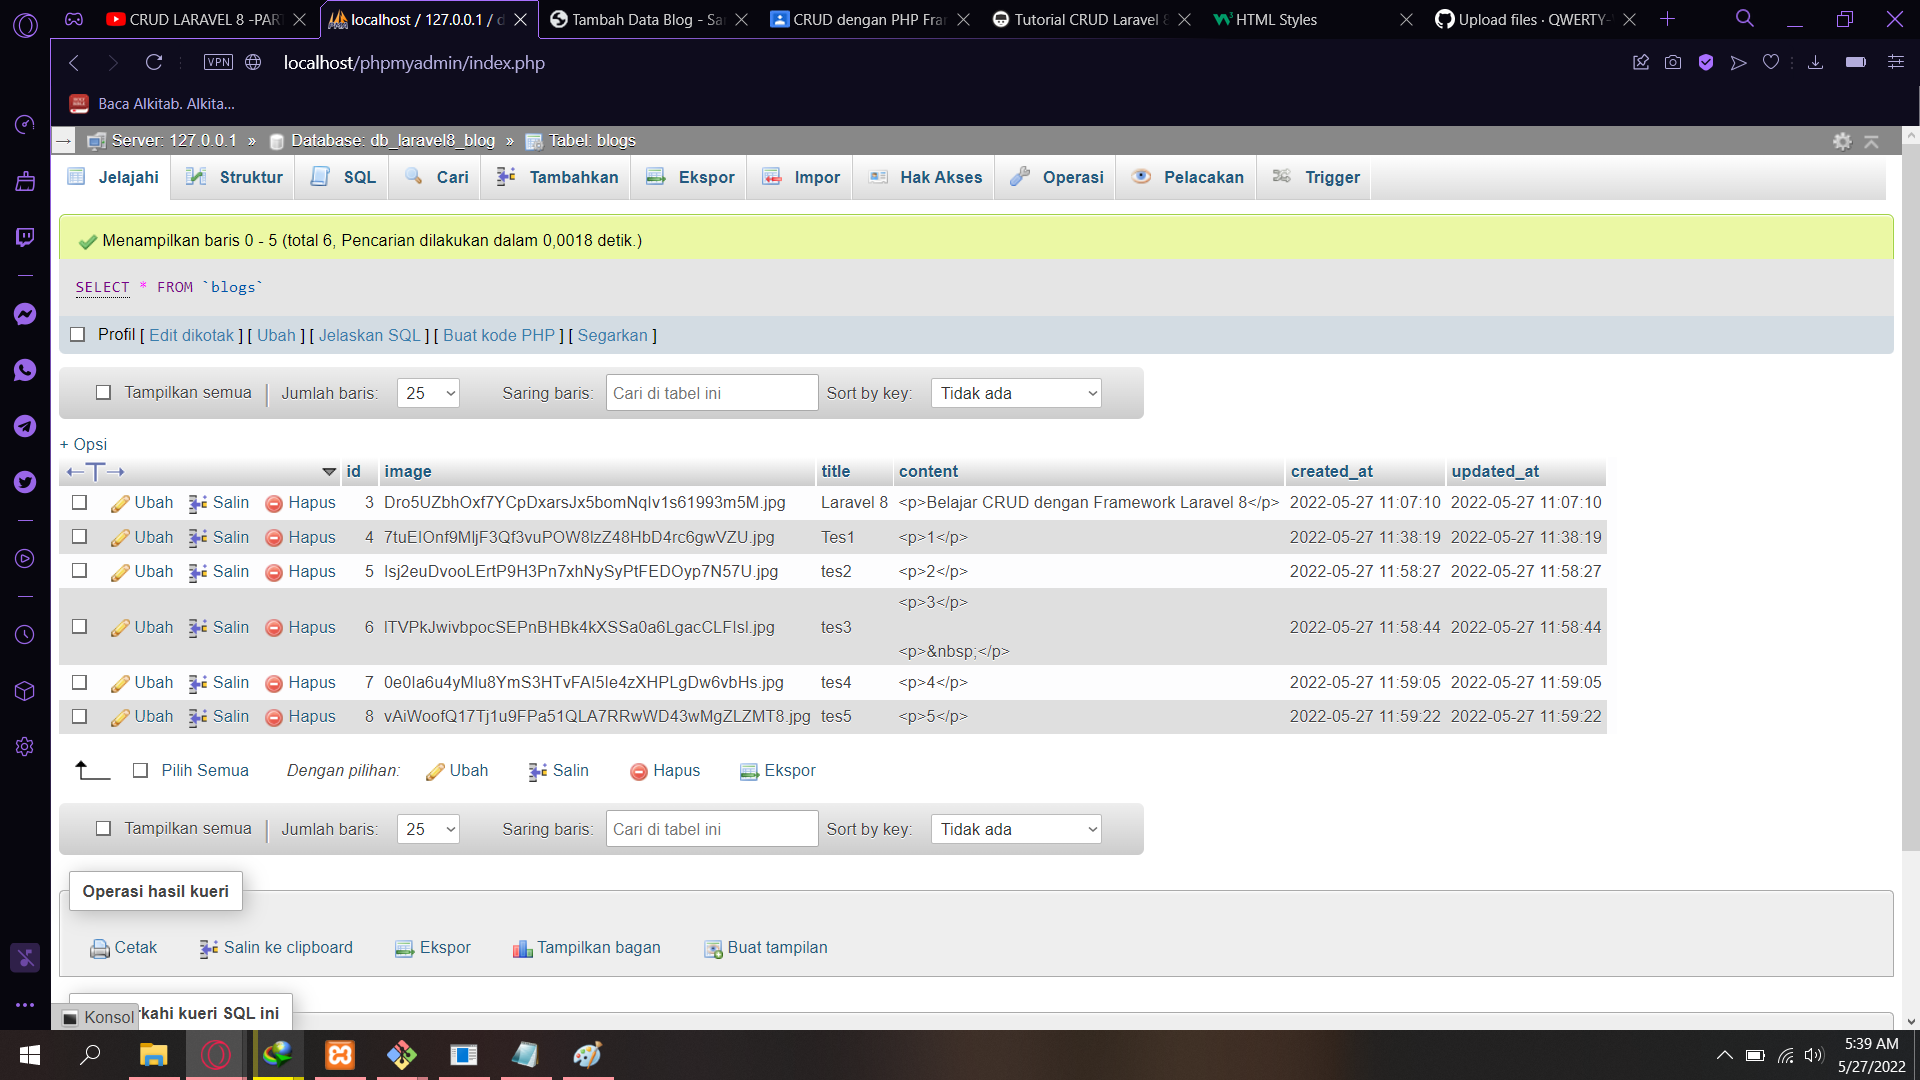 CRUD LARAVEL 8 -PAR
localhost / 127.0.0.1 / d
Tambah Data Blog - Sa
CRUD dengan PHP Fra
Tutorial CRUD Laravel 8
HTML Styles
Upload files · QWERTY-
VPN
localhost/phpmyadmin/index.php
Baca Alkitab. Alkita...
Server: 127.0.0.1 » Database: db_laravel8_blog » Tabel: blogs
Jelajahi Struktur SQL Cari Tambahkan Ekspor Impor Hak Akses Operasi Pelacakan Trigger
Menampilkan baris 0 - 5 (total 6, Pencarian dilakukan dalam 0,0018 detik.)
SELECT * FROM `blogs`
Profil [ Edit dikotak ] [ Ubah ] [ Jelaskan SQL ] [ Buat kode PHP ] [ Segarkan ]
Tampilkan semua | Jumlah baris: 25 Saring baris: Cari di tabel ini Sort by key: Tidak ada
+ Opsi
←T→ id image title content created_at updated_at
Ubah Salin Hapus 3 Dro5UZbhOxf7YCpDxarsJx5bomNqlv1s61993m5M.jpg Laravel 8 <p>Belajar CRUD dengan Framework Laravel 8</p> 2022-05-27 11:07:10 2022-05-27 11:07:10
Ubah Salin Hapus 4 7tuEIOnf9MljF3Qf3vuPOW8lzZ48HbD4rc6gwVZU.jpg Tes1 <p>1</p> 2022-05-27 11:38:19 2022-05-27 11:38:19
Ubah Salin Hapus 5 Isj2euDvooLErtP9H3Pn7xhNySyPtFEDOyp7N57U.jpg tes2 <p>2</p> 2022-05-27 11:58:27 2022-05-27 11:58:27
<p>3</p>
Ubah Salin Hapus 6 lTVPkJwivbpocSEPnBHBk4kXSSa0a6LgacCLFlsl.jpg tes3 2022-05-27 11:58:44 2022-05-27 11:58:44
<p>&nbsp;</p>
Ubah Salin Hapus 7 0e0la6u4yMlu8YmS3HTvFAI5le4zXHPLgDw6vbHs.jpg tes4 <p>4</p> 2022-05-27 11:59:05 2022-05-27 11:59:05
Ubah Salin Hapus 8 vAiWoofQ17Tj1u9FPa51QLA7RRwWD43wMgZLZMT8.jpg tes5 <p>5</p> 2022-05-27 11:59:22 2022-05-27 11:59:22
Pilih Semua Dengan pilihan: Ubah Salin Hapus Ekspor
Tampilkan semua | Jumlah baris: 25 Saring baris: Cari di tabel ini Sort by key: Tidak ada
Operasi hasil kueri
Cetak Salin ke clipboard Ekspor Tampilkan bagan Buat tampilan
Konsol rkahi kueri SQL ini
5:39 AM
5/27/2022